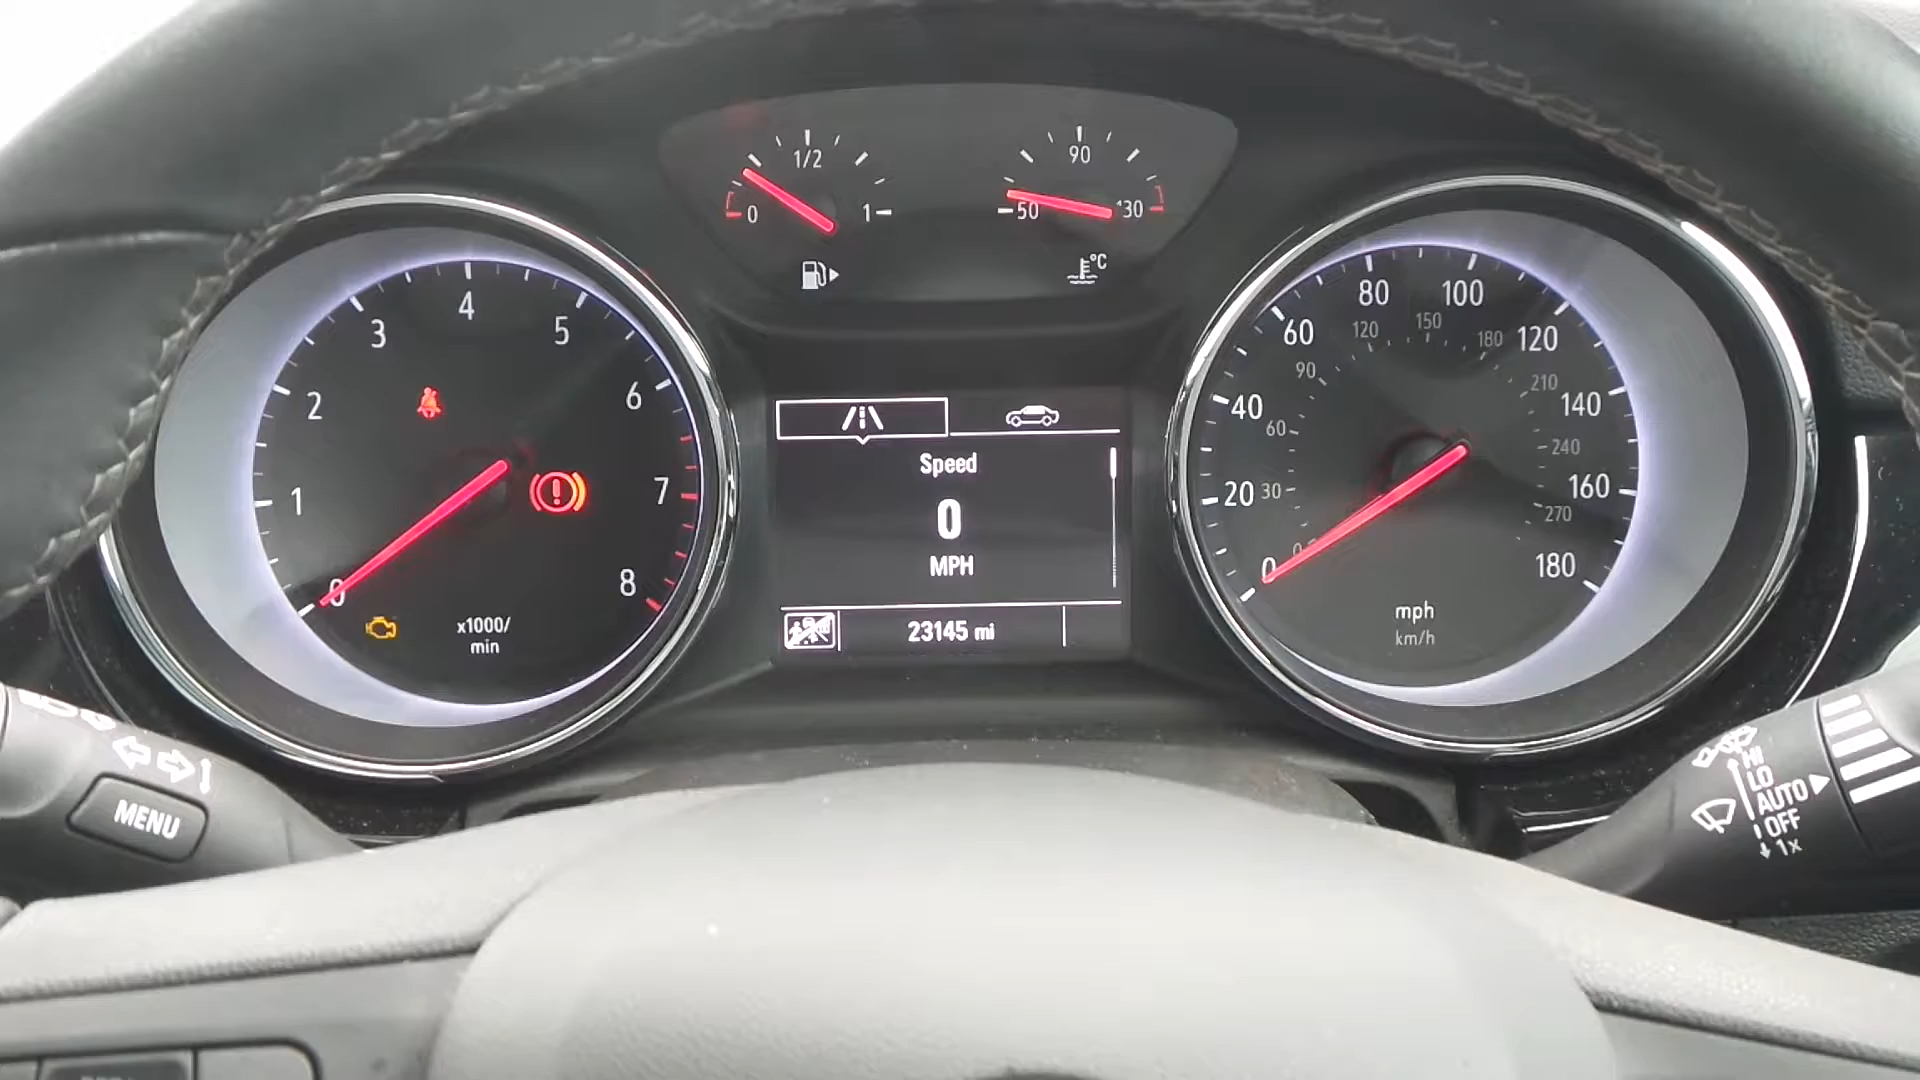 1/2
0
1
90
50
130
°C
0
1
2
3
4
5
6
7
8
x1000/
min
Speed
0
MPH
23145 mi
0
20
40
60
80
100
120
140
160
180
0
30
60
90
120
150
180
210
240
270
mph
km/h
MENU
HI
LO
AUTO
OFF
1x